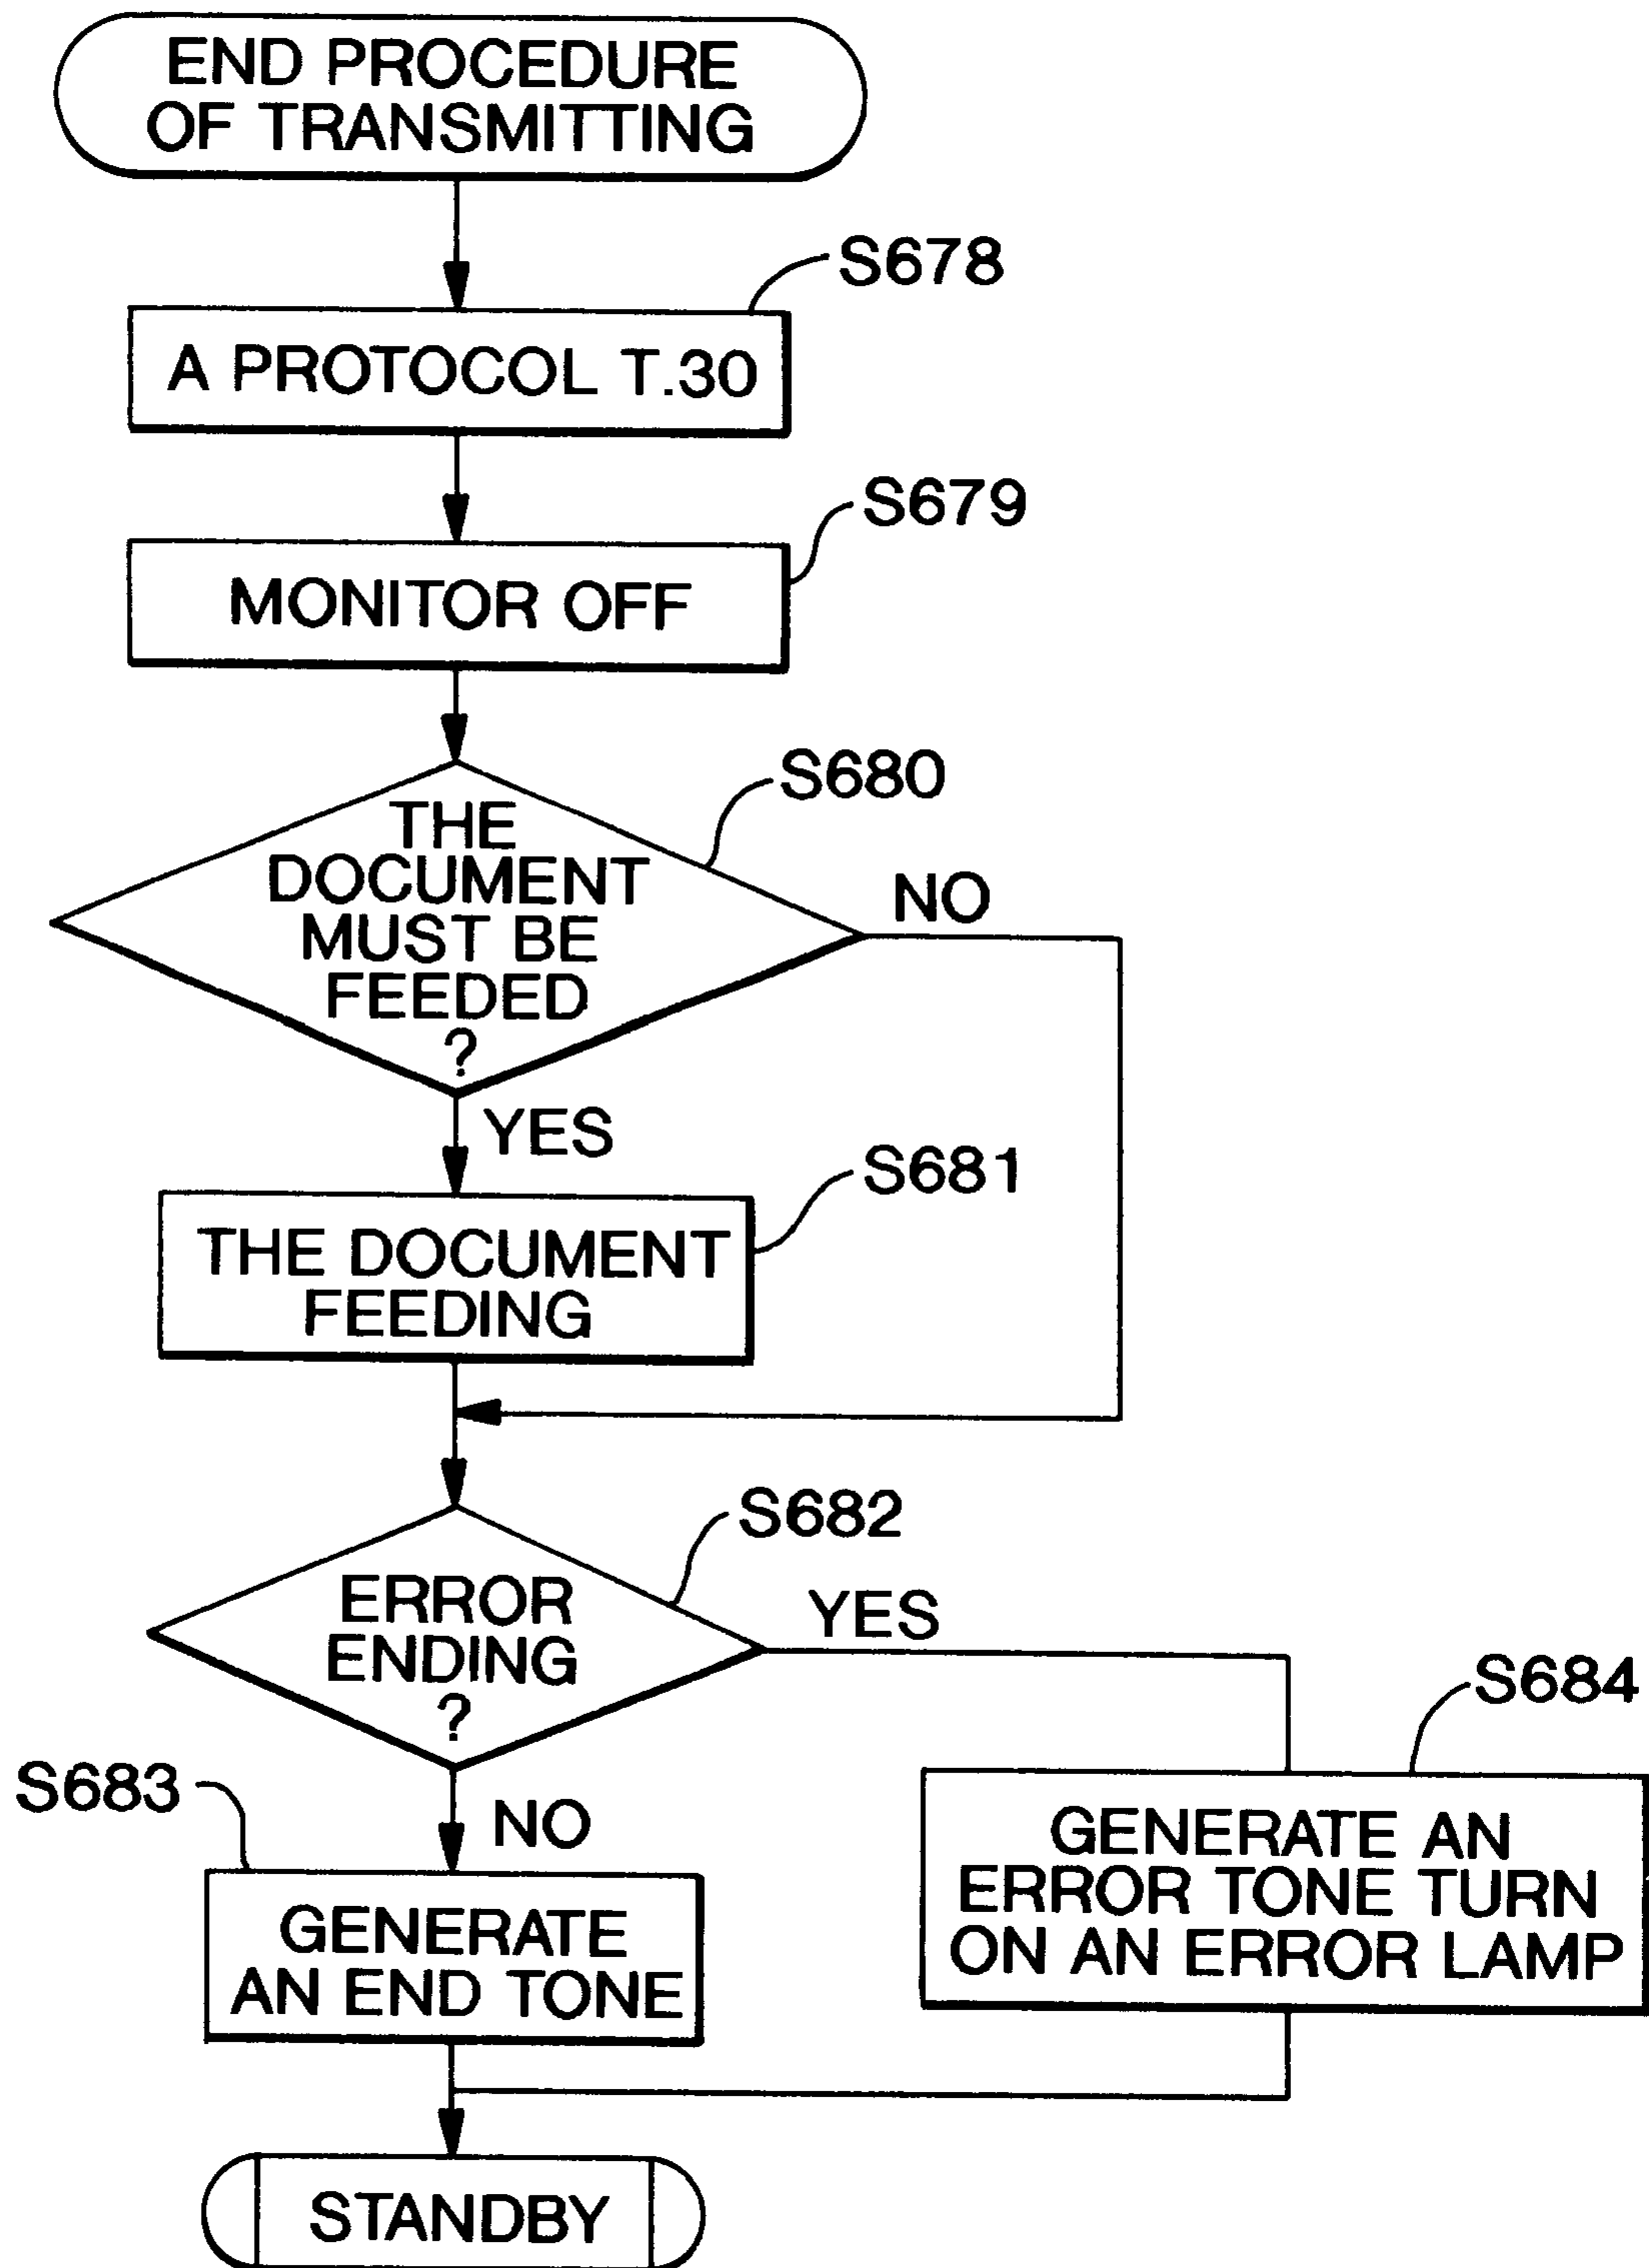 END PROCEDURE
OF TRANSMITTING
S678
A PROTOCOL T.30
S679
MONITOR OFF
S680
THE
DOCUMENT
MUST BE
FEEDED
?
NO
YES
S681
THE DOCUMENT
FEEDING
S682
ERROR
ENDING
?
YES
S684
S683
NO
GENERATE AN
ERROR TONE TURN
ON AN ERROR LAMP
GENERATE
AN END TONE
STANDBY